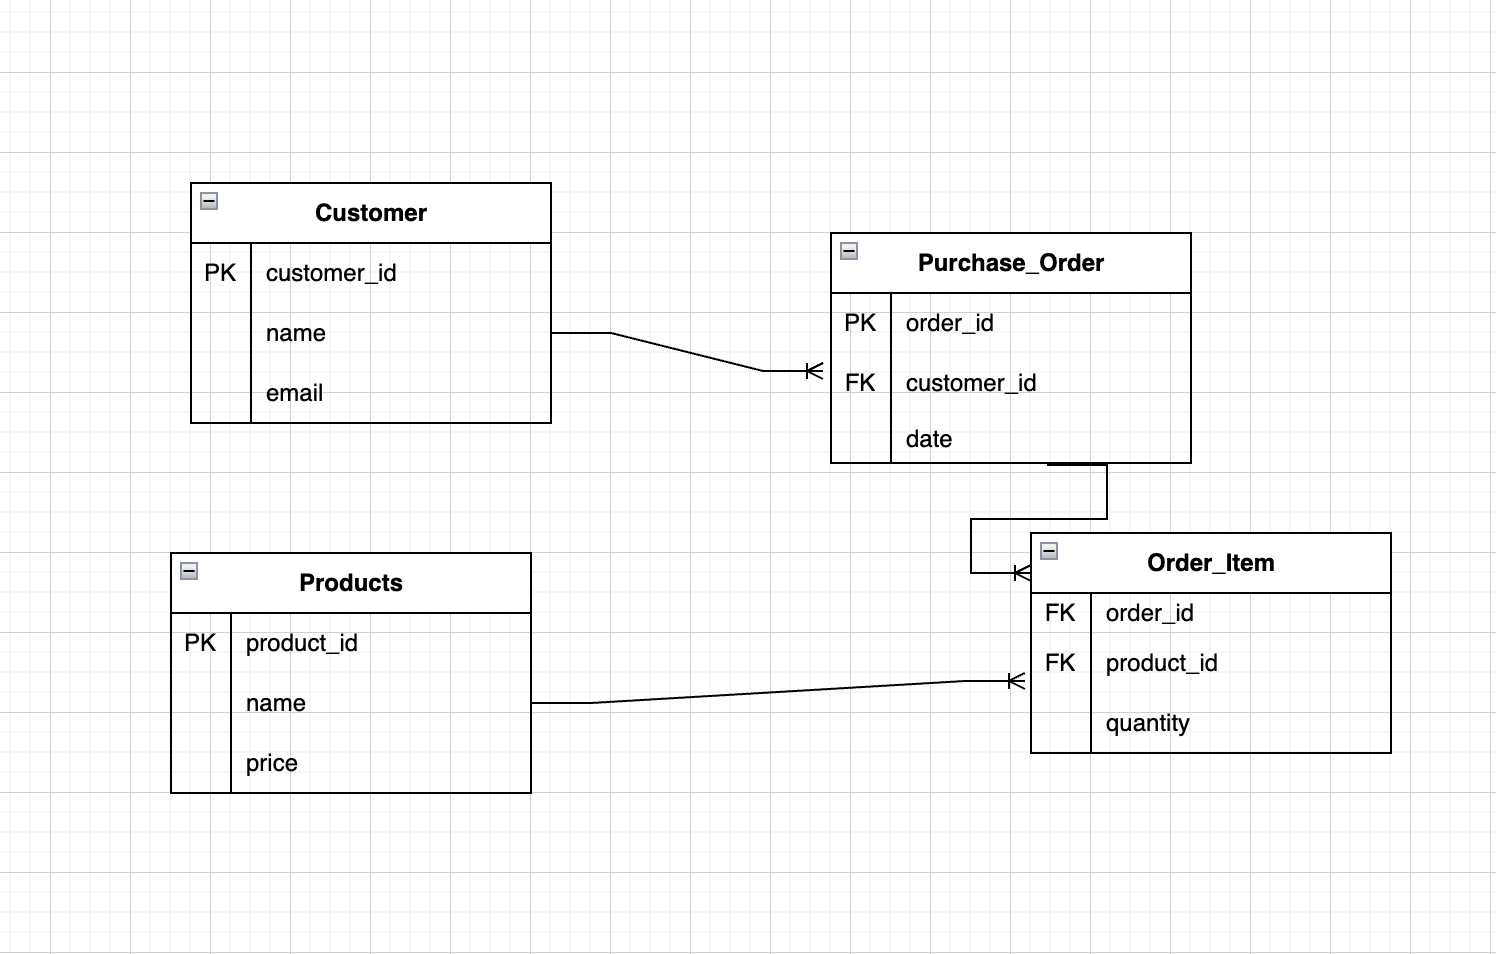 Customer
PK customer_id
name
email
Purchase_Order
PK order_id
FK customer_id
date
Products
PK product_id
name
price
Order_Item
FK order_id
FK product_id
quantity